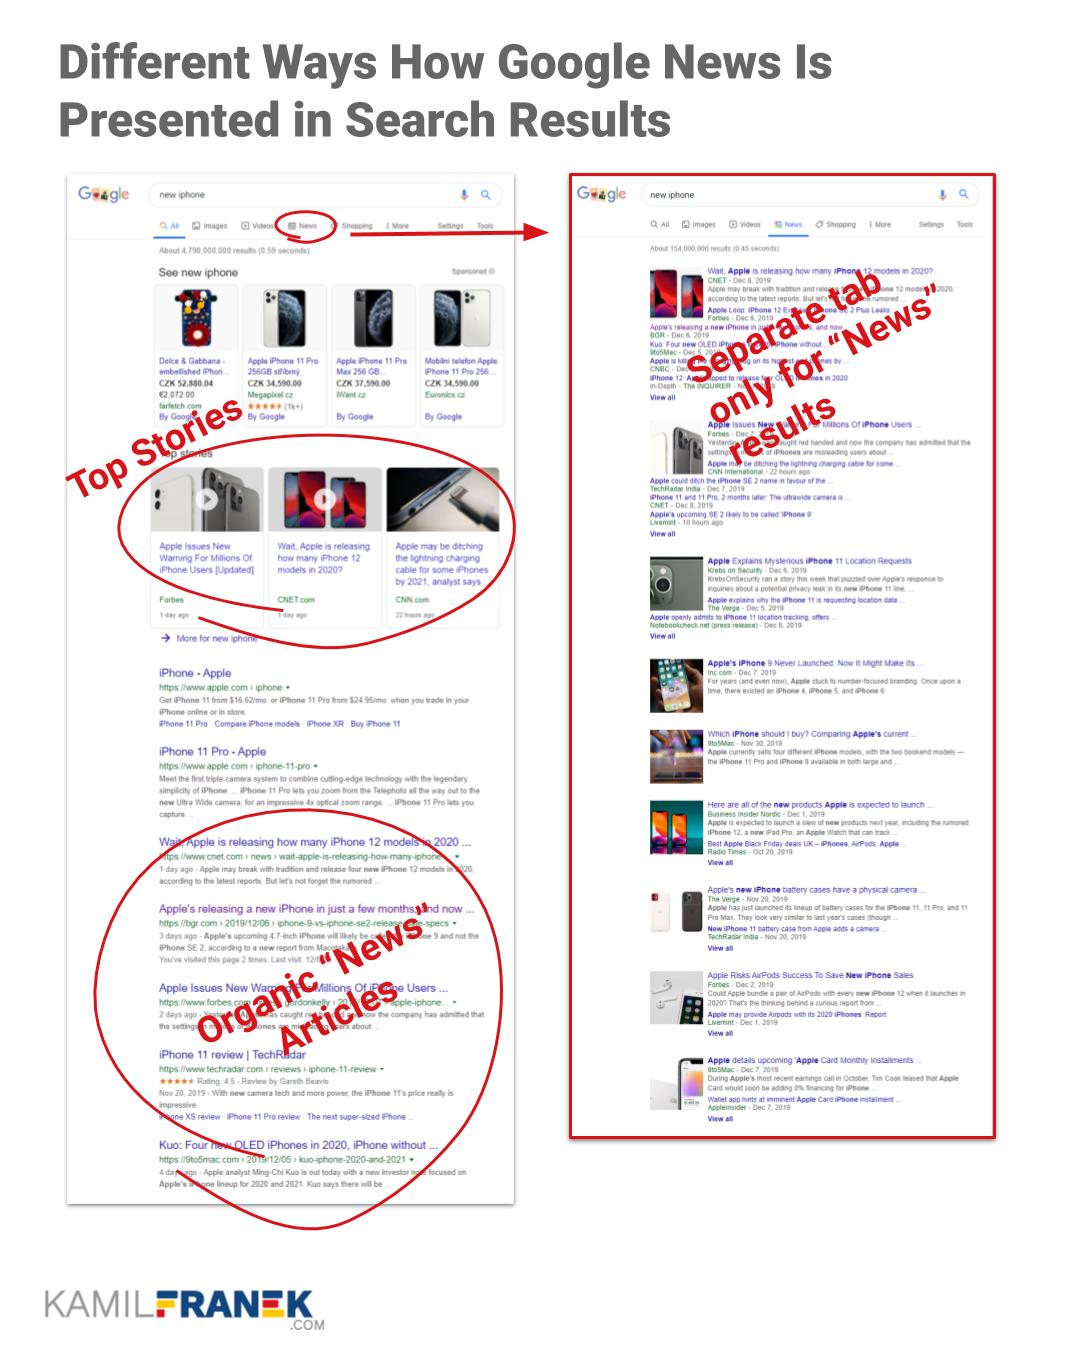 Different Ways How Google News Is
Presented in Search Results
Google
new iphone
All
Images
Videos
News
Shopping
More
Settings
Tools
About 4,790,000,000 results (0.59 seconds)
See new iphone
Sponsored
Dolce & Gabbana -
embellished iPhon...
CZK 52,880.04
€2,072.00
farfetch.com
By Google
Apple iPhone 11 Pro
256GB stříbrný
CZK 34,590.00
Megapixel.cz
(1k+)
By Google
Apple iPhone 11 Pro
Max 256 GB...
CZK 37,590.00
iWant.cz
By Google
Mobilní telefon Apple
iPhone 11 Pro 256...
CZK 34,590.00
Euronics.cz
By Google
Top Stories
Top stories
Apple Issues New
Warning For Millions Of
iPhone Users [Updated]
Forbes
1 day ago
Wait, Apple is releasing
how many iPhone 12
models in 2020?
CNET.com
1 day ago
Apple may be ditching
the lightning charging
cable for some iPhones
by 2021, analyst says
CNN.com
22 hours ago
More for new iphone
iPhone - Apple
https://www.apple.com › iphone
Get iPhone 11 from $16.62/mo. or iPhone 11 Pro from $24.95/mo. when you trade in your
iPhone online or in store.
iPhone 11 Pro · Compare iPhone models · iPhone XR · Buy iPhone 11
iPhone 11 Pro - Apple
https://www.apple.com › iphone-11-pro
Meet the first triple-camera system to combine cutting-edge technology with the legendary
simplicity of iPhone. ... iPhone 11 Pro lets you zoom from the Telephoto all the way out to the
new Ultra Wide camera, for an impressive 4x optical zoom range. ... iPhone 11 Pro lets you
capture ...
Wait, Apple is releasing how many iPhone 12 models in 2020 ...
https://www.cnet.com › news › wait-apple-is-releasing-how-many-iphone
1 day ago - Apple may break with tradition and release four new iPhone 12 models in 2020,
according to the latest reports. But let's not forget the rumored ...
Apple's releasing a new iPhone in just a few months, and now ...
https://bgr.com › 2019/12/06 › iphone-9-vs-iphone-se2-release-date-specs
3 days ago - Apple's upcoming 4.7-inch iPhone will likely be called iPhone 9 and not the
iPhone SE 2, according to a new report from
You've visited this page 2 times. Last visit:
Organic "News"
Articles
Apple Issues New Warning For Millions Of iPhone Users ...
https://www.forbes.com gordonkelly apple-iphone...
2 days ago - caught red and now the company has admitted that
the settings about ...
iPhone 11 review | TechRadar
https://www.techradar.com › reviews › iphone-11-review
Rating: 4.5 - Review by Gareth Beavis
Nov 20, 2019 - With new camera tech and more power, the iPhone 11's price really is
impressive.
iPhone XS review · iPhone 11 Pro review · The next super-sized iPhone ...
Kuo: Four new OLED iPhones in 2020, iPhone without ...
https://9to5mac.com › 2019/12/05 › kuo-iphone-2020-and-2021
4 days ago - Apple analyst Ming-Chi Kuo is out today with a new investor note focused on
Apple's iPhone lineup for 2020 and 2021. Kuo says there will be ...
Google
new iphone
All
Images
Videos
News
Shopping
More
Settings
Tools
About 154,000,000 results (0.45 seconds)
Separate tab
only for "News"
results
Wait, Apple is releasing how many iPhone 12 models in 2020?
CNET - Dec 8, 2019
Apple may break with tradition and release iPhone 12 models in 2020,
according to the latest reports. But let's rumored ...
Apple Loop: iPhone 12 iPhone SE 2 Plus Leaks
Forbes - Dec 6, 2019
Apple's releasing a new iPhone in just and now
BGR - Dec 6, 2019
Kuo: Four new OLED iPhone without ...
9to5Mac - Dec 5, 2019
Apple is on its iPhones by ...
CNBC
iPhone 12: Apple tipped to release four OLED iPhones in 2020
In-Depth - The INQUIRER
View all
Apple Issues New Warning For Millions Of iPhone Users ...
Forbes - Dec 7, 2019
Yesterday caught red handed and now the company has admitted that the
settings of iPhones are misleading users about ...
Apple may be ditching the lightning charging cable for some ...
CNN International - 22 hours ago
Apple could ditch the iPhone SE 2 name in favour of the ...
TechRadar India - Dec 7, 2019
iPhone 11 and 11 Pro, 2 months later: The ultrawide camera is ...
CNET - Dec 8, 2019
Apple's upcoming SE 2 likely to be called 'iPhone 9'
Livemint - 10 hours ago
View all
Apple Explains Mysterious iPhone 11 Location Requests
Krebs on Security - Dec 6, 2019
KrebsOnSecurity ran a story this week that puzzled over Apple's response to
inquiries about a potential privacy leak in its new iPhone 11 line, ...
Apple explains why the iPhone 11 is requesting location data ...
The Verge - Dec 5, 2019
Apple openly admits to iPhone 11 location tracking, offers ...
Notebookcheck.net (press release) - Dec 6, 2019
View all
Apple's iPhone 9 Never Launched. Now It Might Make Its ...
Inc.com - Dec 7, 2019
For years (and even now), Apple stuck to number-focused branding. Once upon a
time, there existed an iPhone 4, iPhone 5, and iPhone 6.
Which iPhone should I buy? Comparing Apple's current ...
9to5Mac - Nov 30, 2019
Apple currently sells four different iPhone models, with the two bookend models —
the iPhone 11 Pro and iPhone 8 available in both large and ...
Here are all of the new products Apple is expected to launch ...
Business Insider Nordic - Dec 1, 2019
Apple is expected to launch a slew of new products next year, including the rumored
iPhone 12, a new iPad Pro, an Apple Watch that can track ...
Best Apple Black Friday deals UK – iPhones, AirPods, Apple ...
Radio Times - Oct 20, 2019
View all
Apple's new iPhone battery cases have a physical camera ...
The Verge - Nov 20, 2019
Apple has just launched its lineup of battery cases for the iPhone 11, 11 Pro, and 11
Pro Max. They look very similar to last year's cases (though ...
New iPhone 11 battery case from Apple adds a camera ...
TechRadar India - Nov 20, 2019
View all
Apple Risks AirPods Success To Save New iPhone Sales
Forbes - Dec 2, 2019
Could Apple bundle a pair of AirPods with every new iPhone 12 when it launches in
2020? That's the thinking behind a curious report from ...
Apple may provide Airpods with its 2020 iPhones: Report
Livemint - Dec 1, 2019
View all
Apple details upcoming 'Apple Card Monthly Installments ...
9to5Mac - Dec 7, 2019
During Apple's most recent earnings call in October, Tim Cook teased that Apple
Card would soon be adding 0% financing for iPhone ...
Wallet app hints at imminent Apple Card iPhone installment ...
AppleInsider - Dec 7, 2019
View all
KAMILFRANEK
.COM